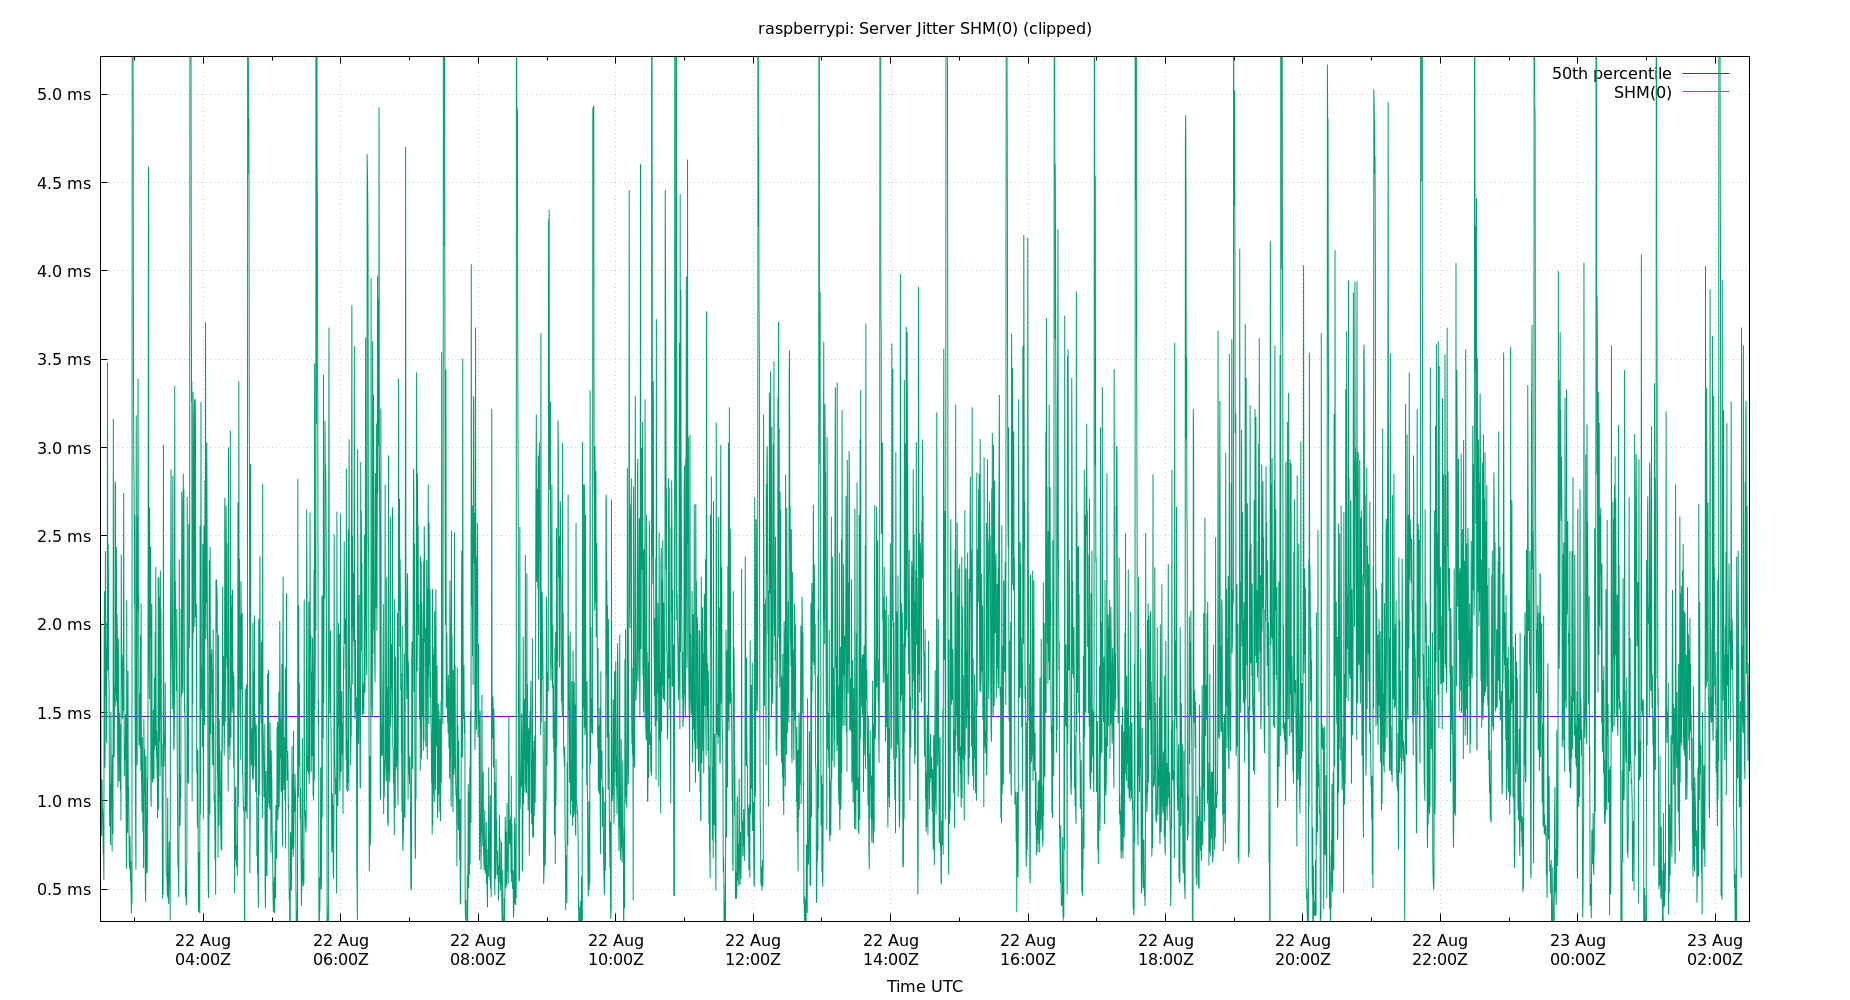 raspberrypi: Server Jitter SHM(0) (clipped)
50th percentile
SHM(0)
5.0 ms
4.5 ms
4.0 ms
3.5 ms
3.0 ms
2.5 ms
2.0 ms
1.5 ms
1.0 ms
0.5 ms
22 Aug 22 Aug 22 Aug 22 Aug 22 Aug 22 Aug 22 Aug 22 Aug 22 Aug 22 Aug 23 Aug 23 Aug
04:00Z 06:00Z 08:00Z 10:00Z 12:00Z 14:00Z 16:00Z 18:00Z 20:00Z 22:00Z 00:00Z 02:00Z
Time UTC